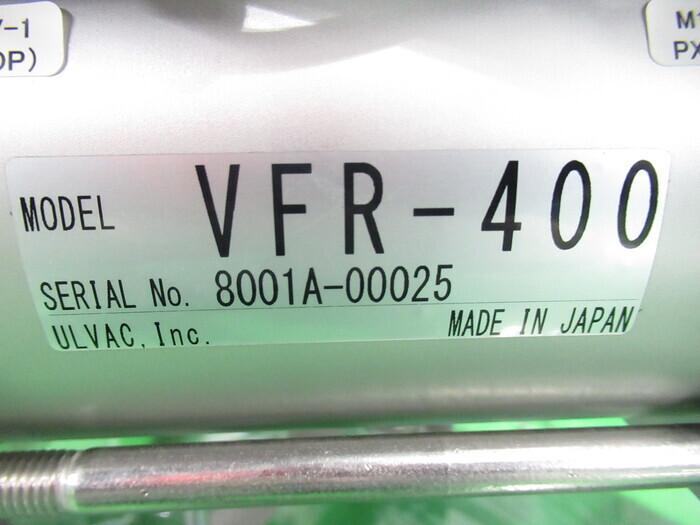 MODEL VFR-400
SERIAL No. 8001A-00025
ULVAC, Inc. MADE IN JAPAN